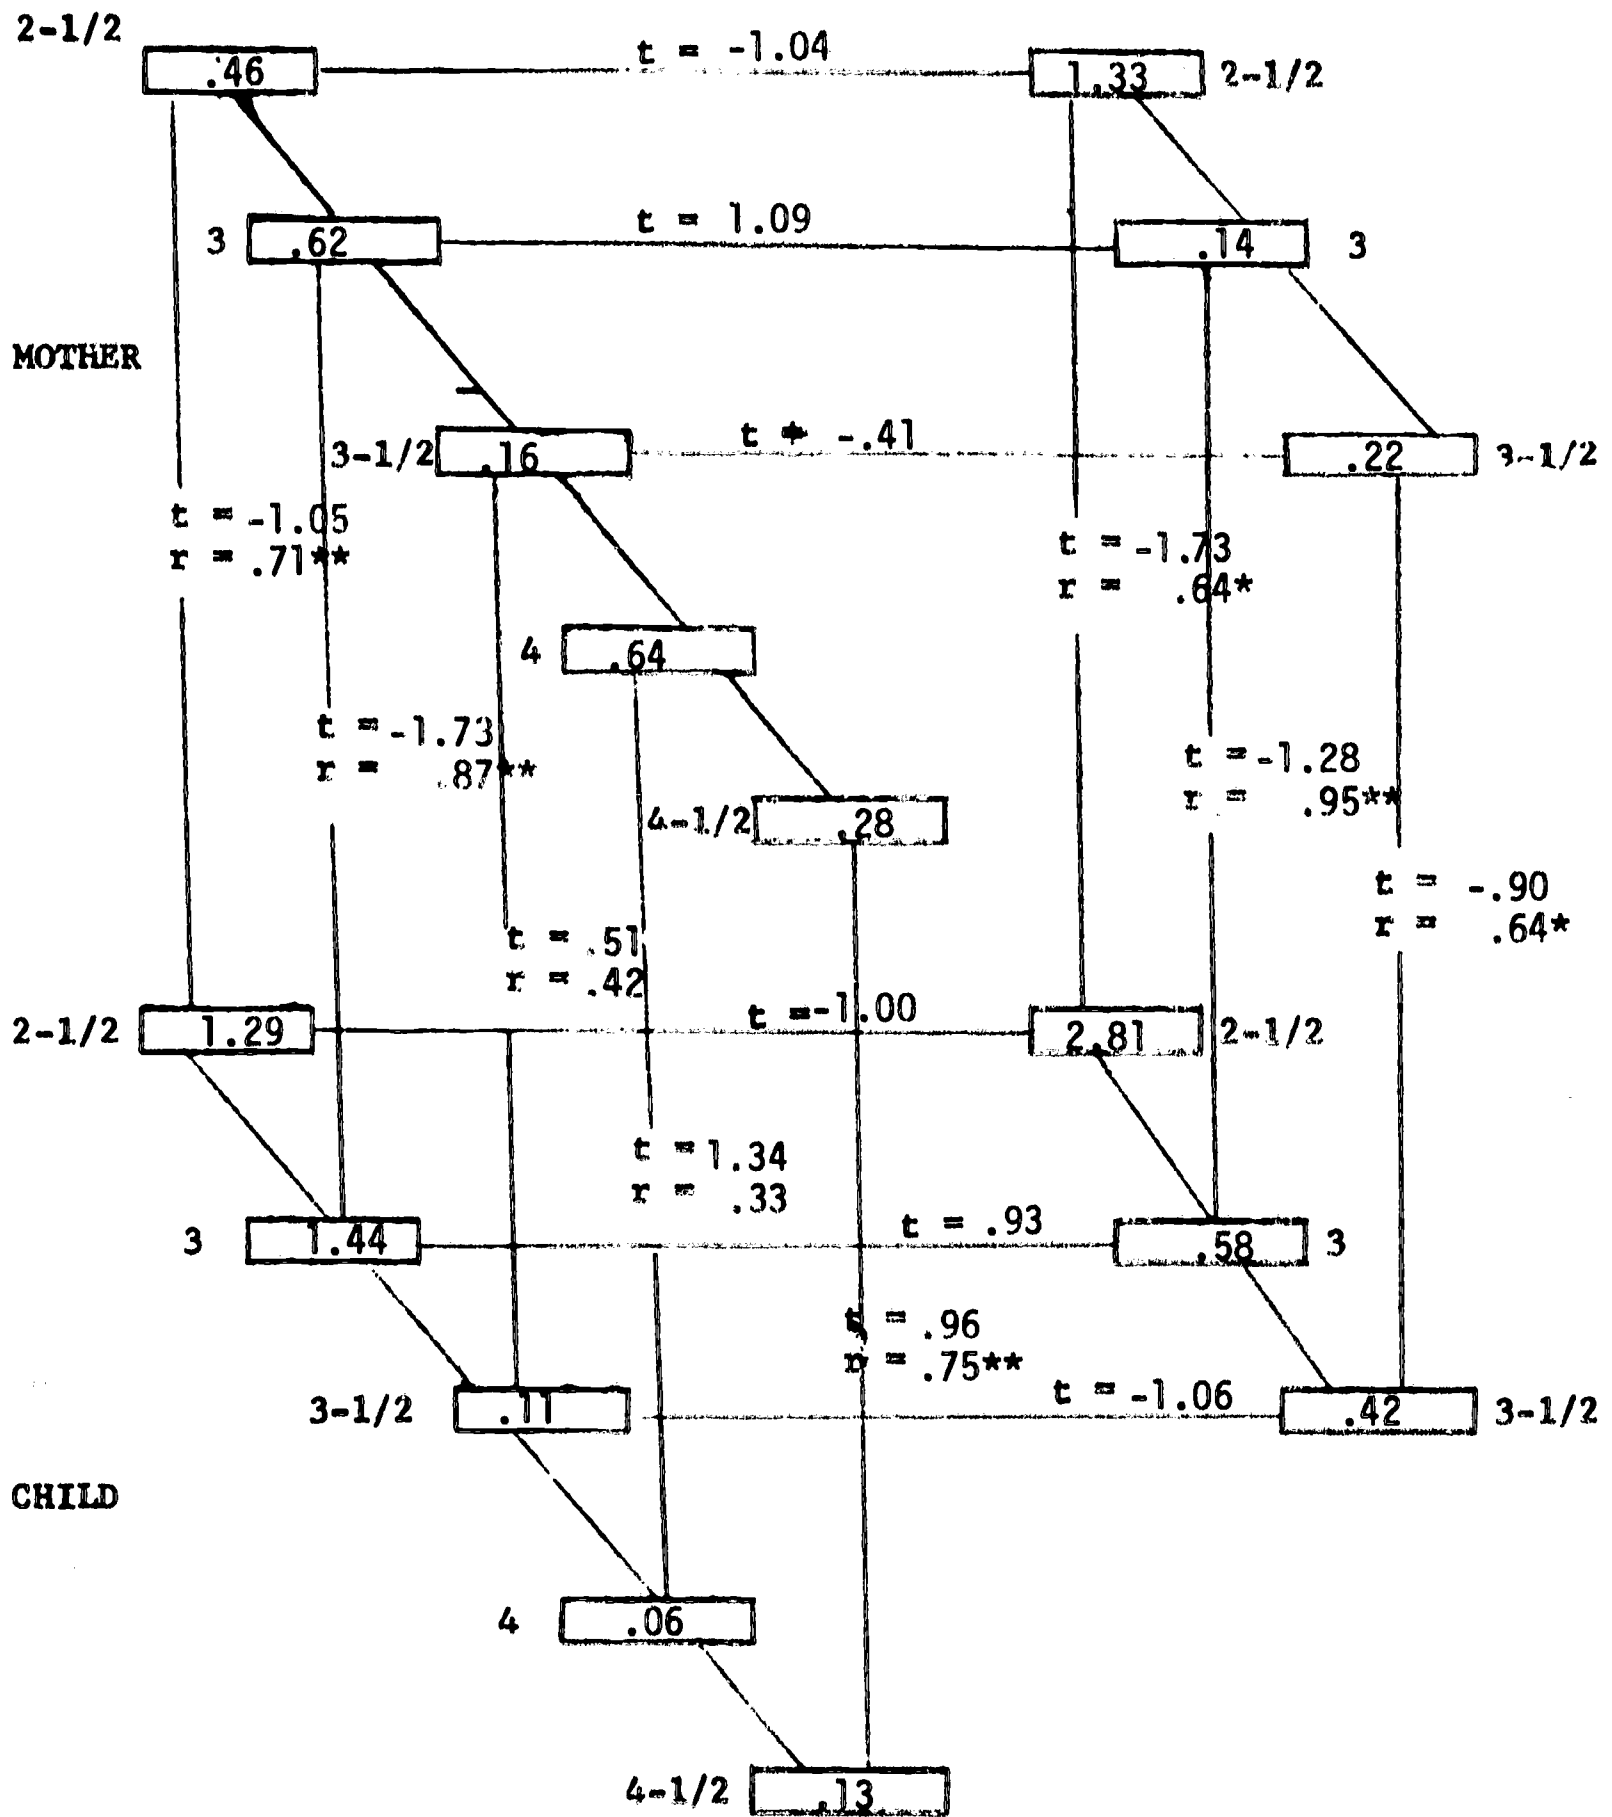 2-1/2
.46
t = -1.04
1.33
2-1/2
3
.62
t = 1.09
.14
3
MOTHER
3-1/2
.16
t = -.41
.22
3-1/2
t = -1.05
r = .71**
t = -1.73
r = .64*
4
.64
t = -1.73
r = .87**
t = -1.28
r = .95**
4-1/2
.28
t = -.90
r = .64*
t = .51
r = .42
2-1/2
1.29
t = -1.00
2.81
2-1/2
t = 1.34
r = .33
3
1.44
t = .93
.58
3
t = .96
r = .75**
3-1/2
.11
t = -1.06
.42
3-1/2
CHILD
4
.06
4-1/2
.13